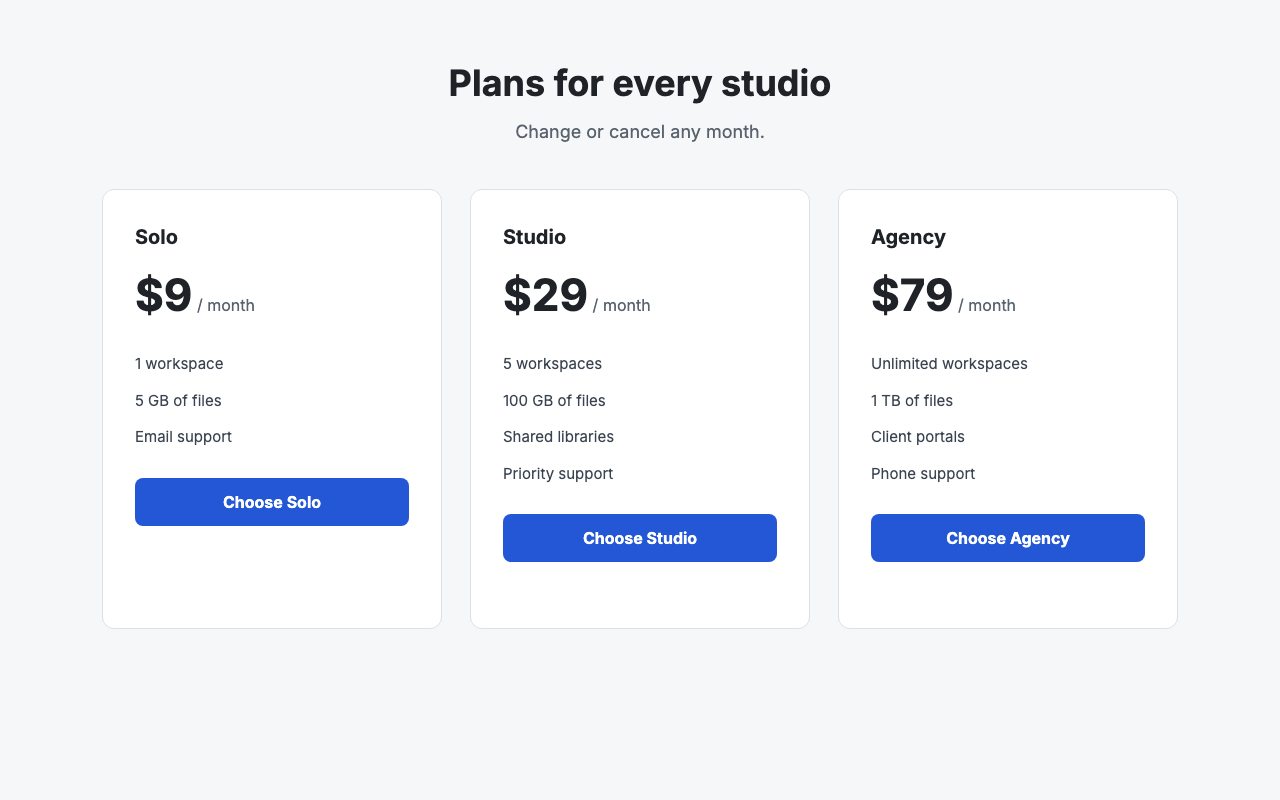 Plans for every studio
Change or cancel any month.
Solo
$9 / month
1 workspace
5 GB of files
Email support
Choose Solo
Studio
$29 / month
5 workspaces
100 GB of files
Shared libraries
Priority support
Choose Studio
Agency
$79 / month
Unlimited workspaces
1 TB of files
Client portals
Phone support
Choose Agency